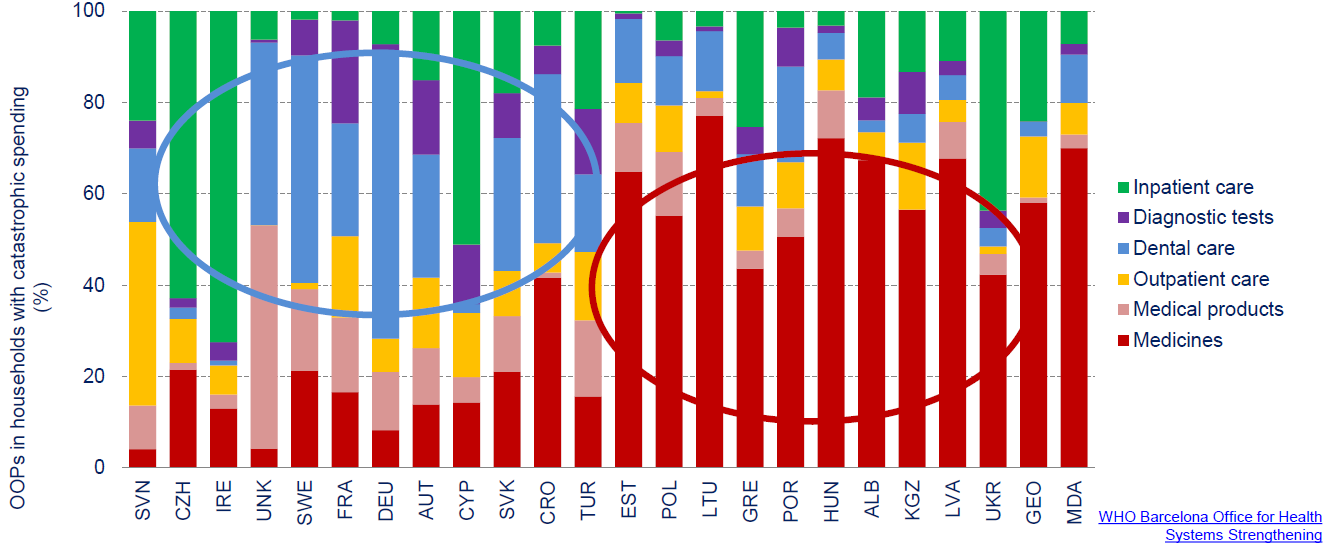 OOPs in households with catastrophic spending
(%)
100
80
60
40
20
0
SVN
CZH
IRE
UNK
SWE
FRA
DEU
AUT
CYP
SVK
CRO
TUR
EST
POL
LTU
GRE
POR
HUN
ALB
KGZ
LVA
UKR
GEO
MDA
Inpatient care
Diagnostic tests
Dental care
Outpatient care
Medical products
Medicines
WHO Barcelona Office for Health
Systems Strengthening